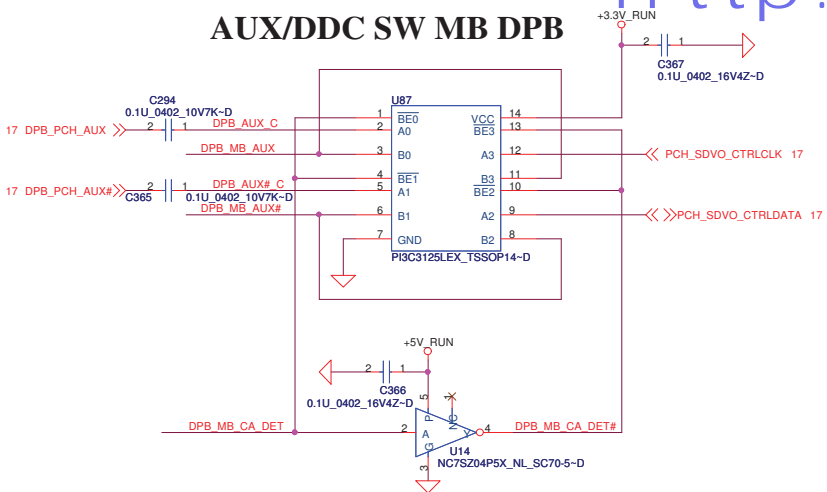 http:
AUX/DDC SW MB DPB
+3.3V_RUN
2 1
C367
0.1U_0402_16V4Z~D
C294
0.1U_0402_10V7K~D
17 DPB_PCH_AUX 2 1 DPB_AUX_C
DPB_MB_AUX
17 DPB_PCH_AUX# 2 1 DPB_AUX#_C
C365 0.1U_0402_10V7K~D
DPB_MB_AUX#
U87
1 BE0 VCC 14
2 A0 BE3 13
3 B0 A3 12
4 BE1 B3 11
5 A1 BE2 10
6 B1 A2 9
7 GND B2 8
PI3C3125LEX_TSSOP14~D
PCH_SDVO_CTRLCLK 17
PCH_SDVO_CTRLDATA 17
+5V_RUN
2 1
C366
0.1U_0402_16V4Z~D
5 P NC 1
DPB_MB_CA_DET 2 A Y 4 DPB_MB_CA_DET#
G
3
U14
NC7SZ04P5X_NL_SC70-5~D